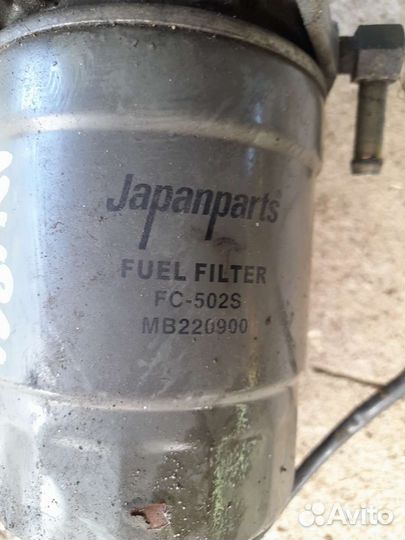 Japanparts
FUEL FILTER
FC-502S
MB220900
Avito